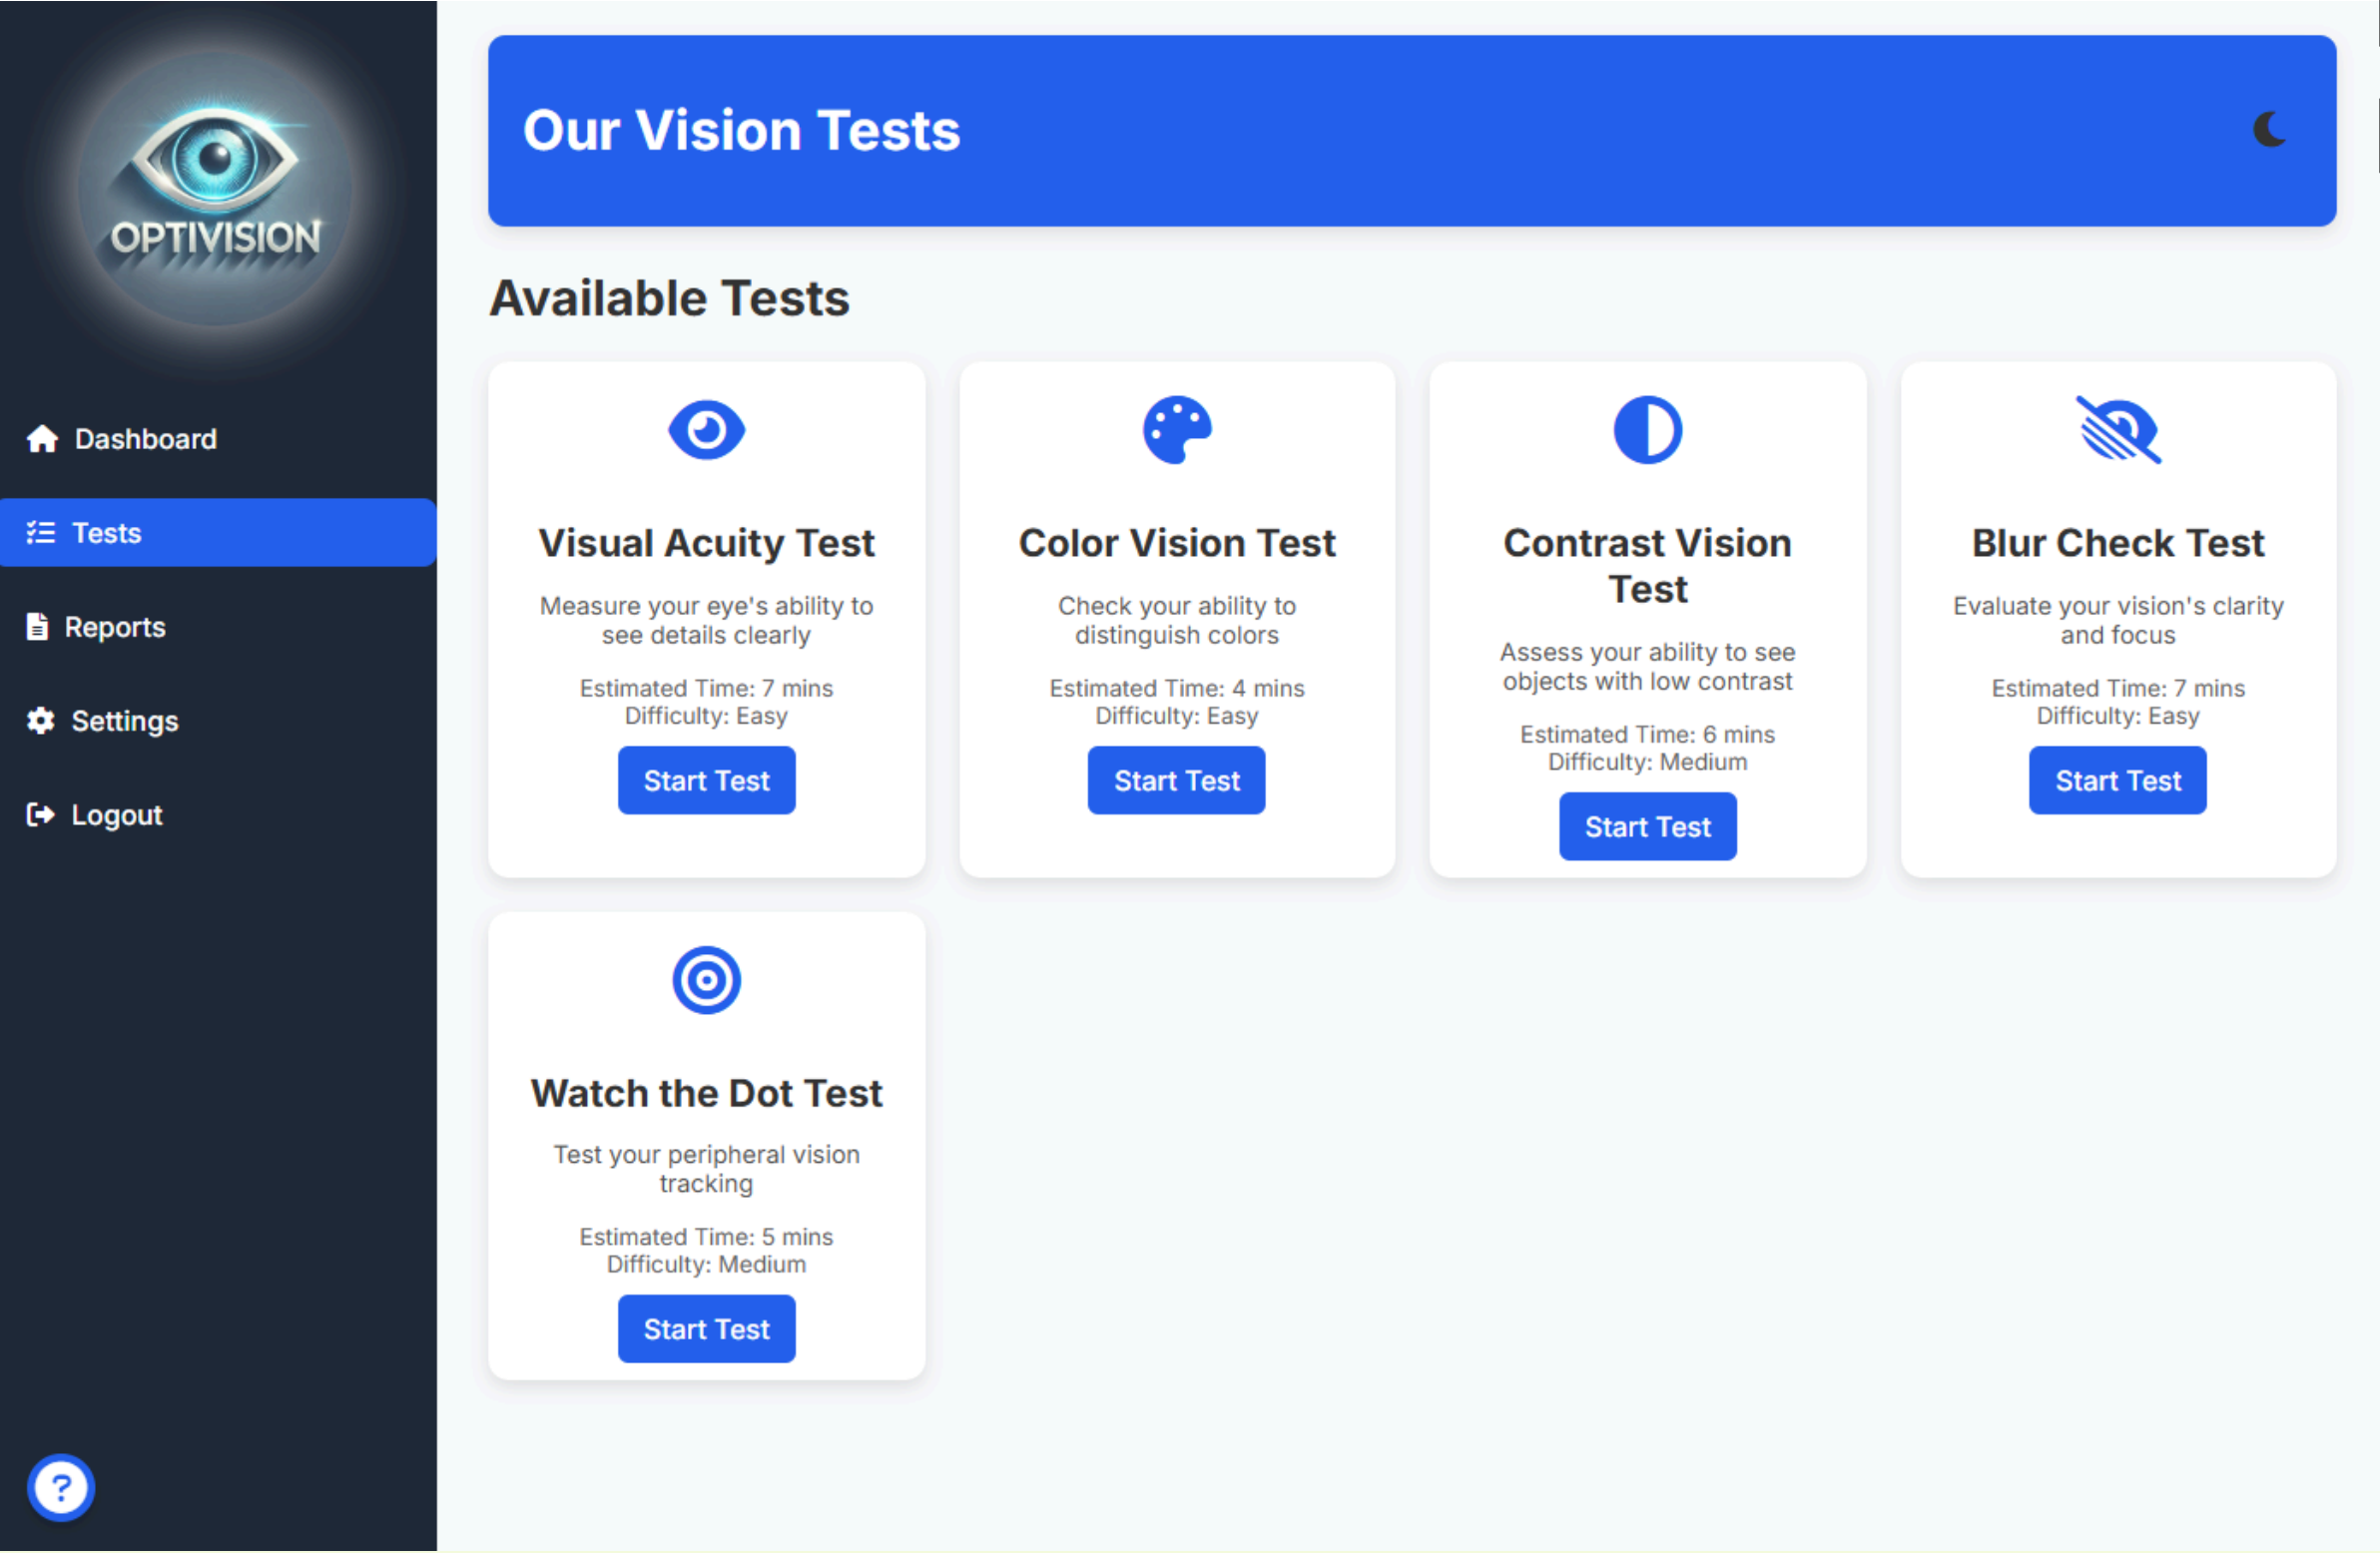 OPTIVISION
Dashboard
Tests
Reports
Settings
Logout
?
Our Vision Tests
Available Tests
Visual Acuity Test
Measure your eye's ability to
see details clearly
Estimated Time: 7 mins
Difficulty: Easy
Start Test
Color Vision Test
Check your ability to
distinguish colors
Estimated Time: 4 mins
Difficulty: Easy
Start Test
Contrast Vision
Test
Assess your ability to see
objects with low contrast
Estimated Time: 6 mins
Difficulty: Medium
Start Test
Blur Check Test
Evaluate your vision's clarity
and focus
Estimated Time: 7 mins
Difficulty: Easy
Start Test
Watch the Dot Test
Test your peripheral vision
tracking
Estimated Time: 5 mins
Difficulty: Medium
Start Test